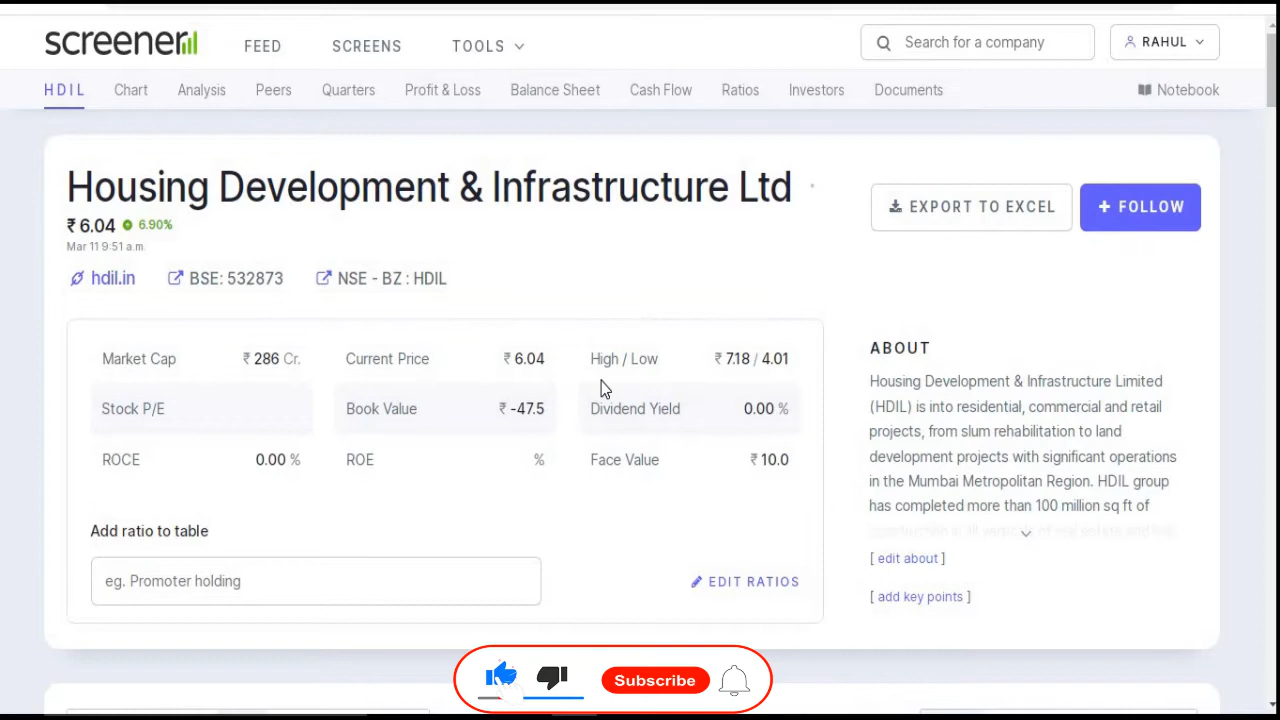 screener FEED SCREENS TOOLS Search for a company RAHUL
HDIL Chart Analysis Peers Quarters Profit & Loss Balance Sheet Cash Flow Ratios Investors Documents Notebook
Housing Development & Infrastructure Ltd
EXPORT TO EXCEL + FOLLOW
₹ 6.04 6.90%
Mar 11 9:51 a.m.
hdil.in BSE: 532873 NSE - BZ : HDIL
Market Cap ₹ 286 Cr. Current Price ₹ 6.04 High / Low ₹ 7.18 / 4.01
Stock P/E Book Value ₹ -47.5 Dividend Yield 0.00 %
ROCE 0.00 % ROE % Face Value ₹ 10.0
Add ratio to table
eg. Promoter holding EDIT RATIOS
ABOUT
Housing Development & Infrastructure Limited
(HDIL) is into residential, commercial and retail
projects, from slum rehabilitation to land
development projects with significant operations
in the Mumbai Metropolitan Region. HDIL group
has completed more than 100 million sq ft of
[ edit about ]
[ add key points ]
Subscribe